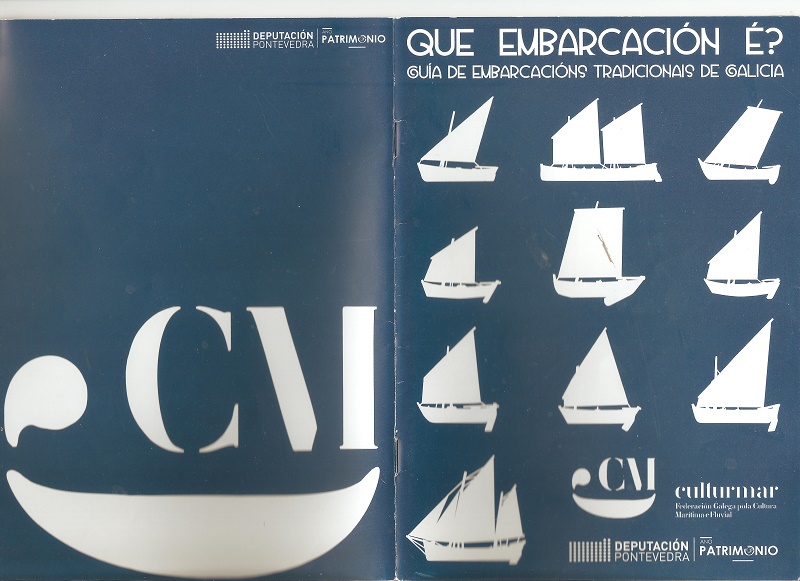 DEPUTACIÓN
PONTEVEDRA
ANO
PATRIMONIO
CM
QUE EMBARCACIÓN É?
GUÍA DE EMBARCACIÓNS TRADICIONAIS DE GALICIA
CM
culturmar
Federación Galega pola Cultura
Marítima e Fluvial
DEPUTACIÓN
PONTEVEDRA
ANO
PATRIMONIO